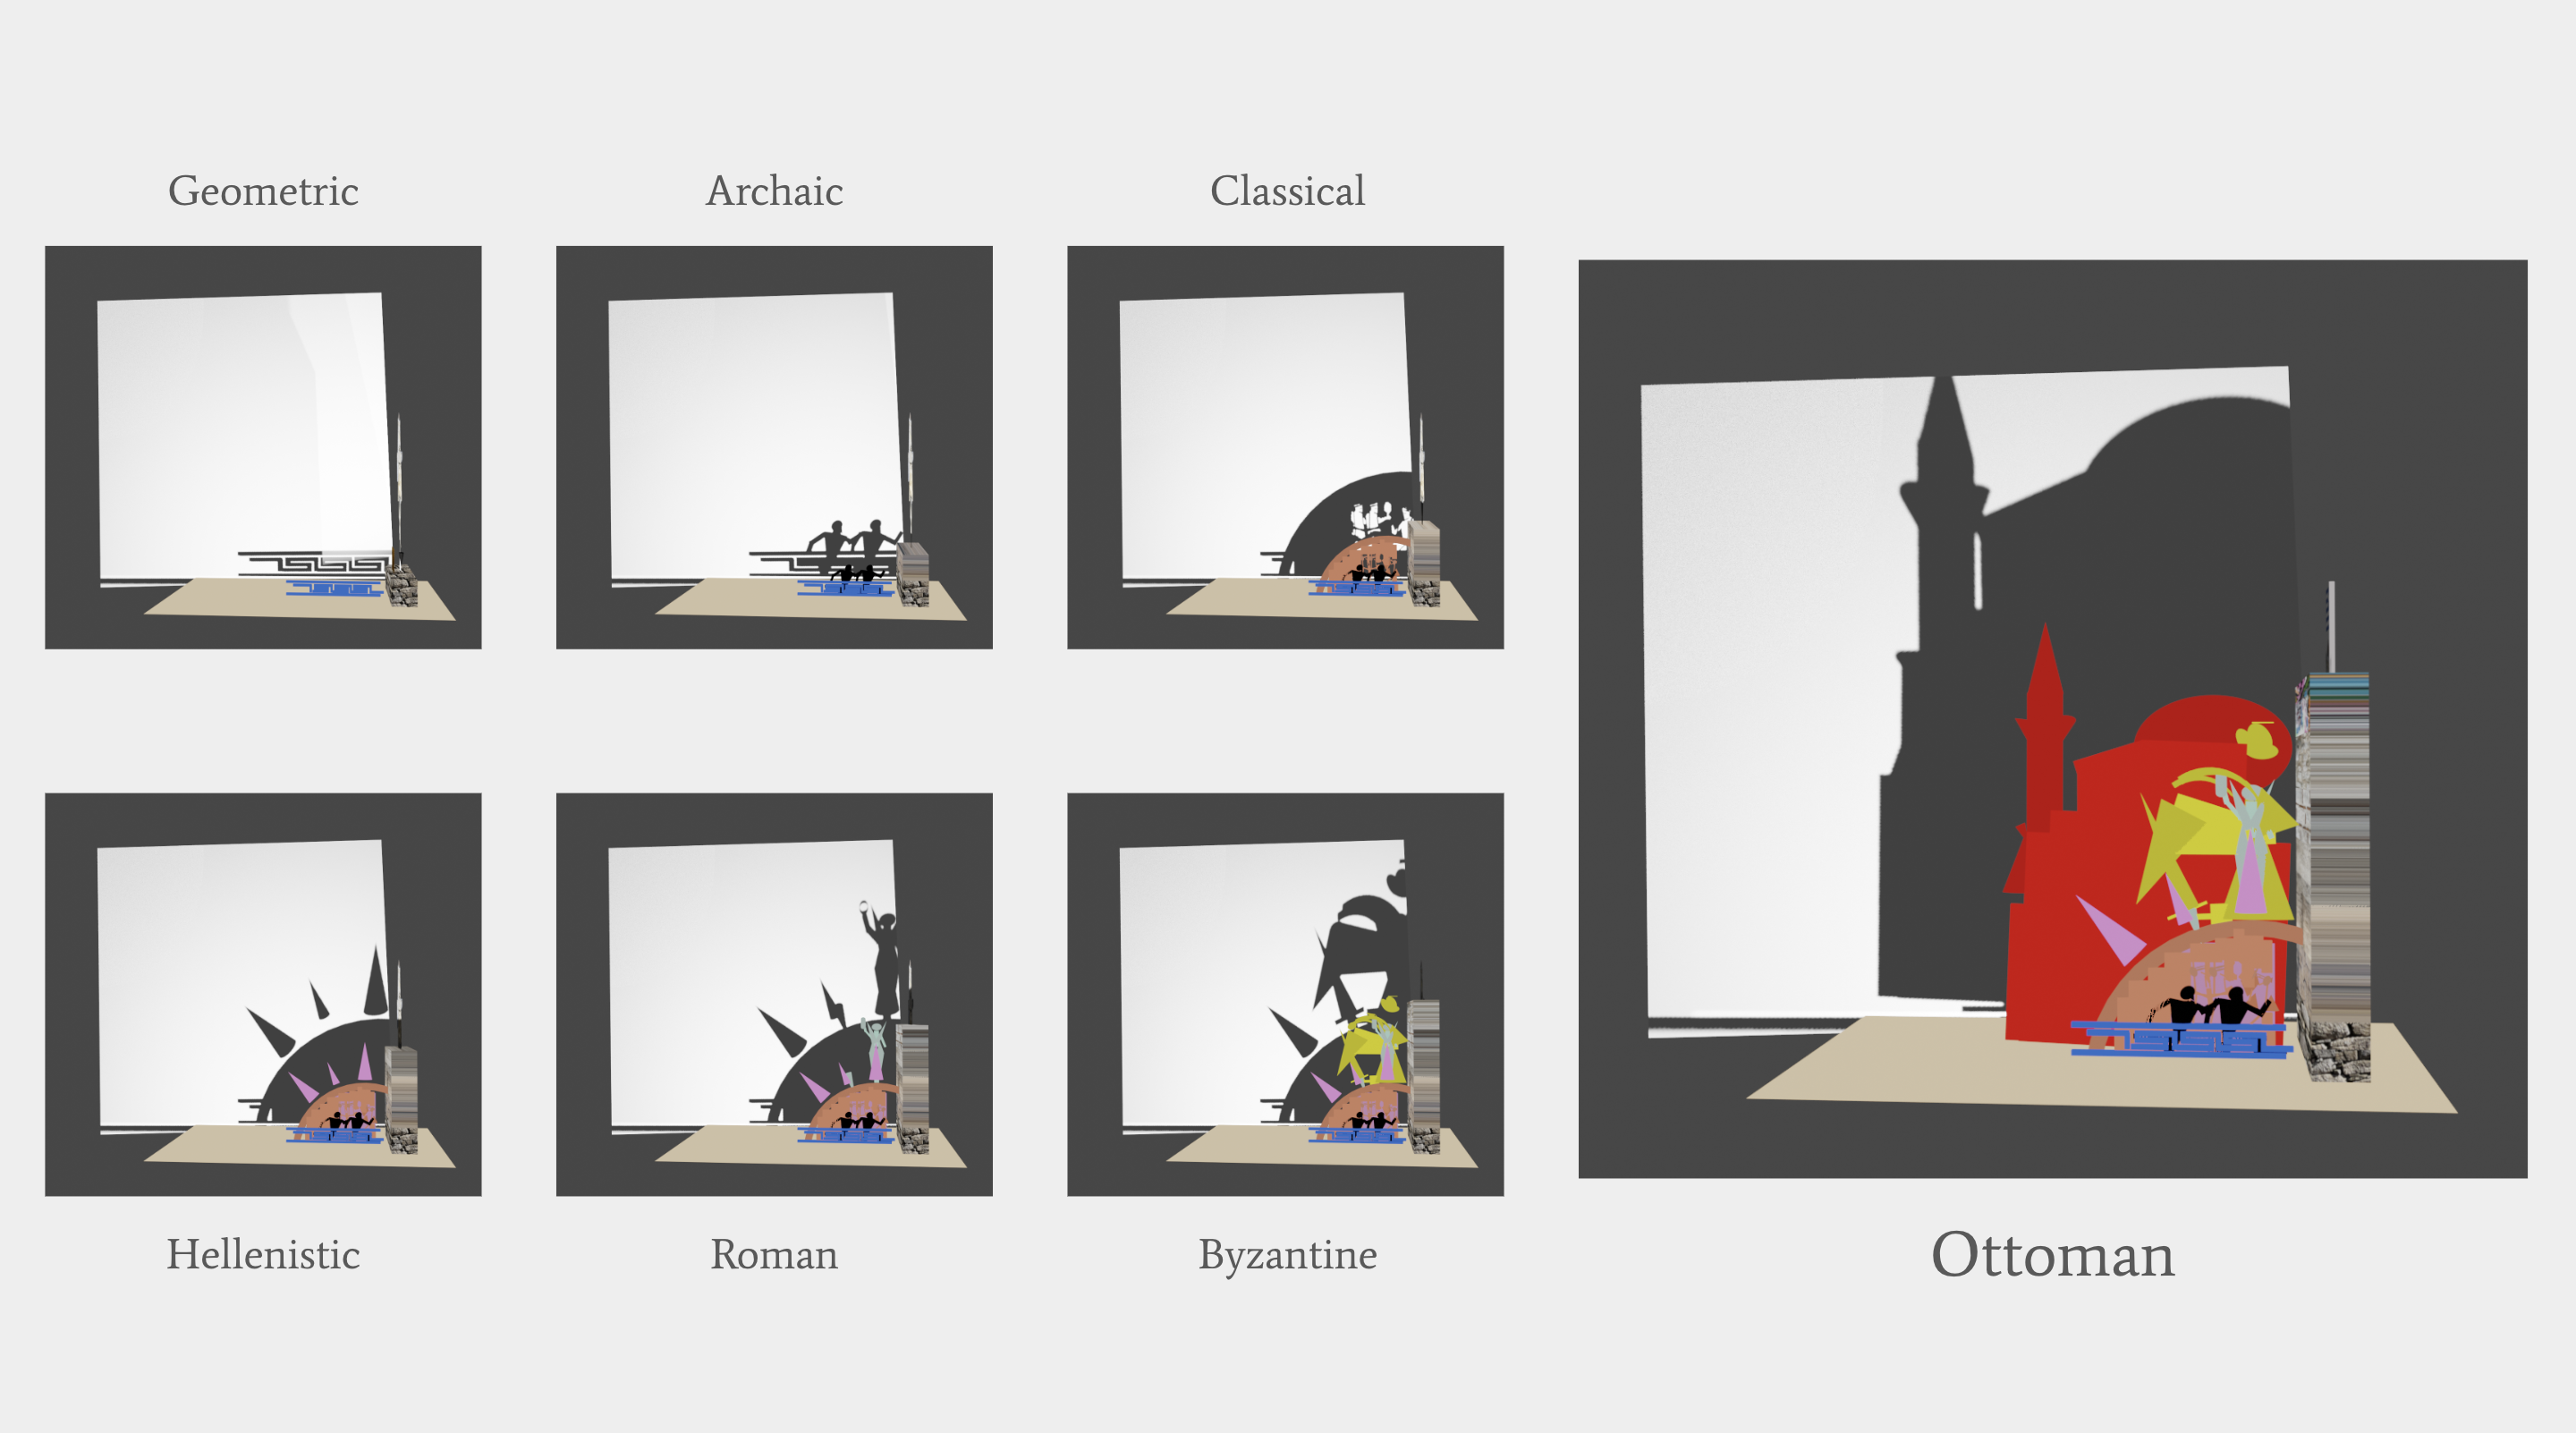 Geometric
Archaic
Classical
Hellenistic
Roman
Byzantine
Ottoman